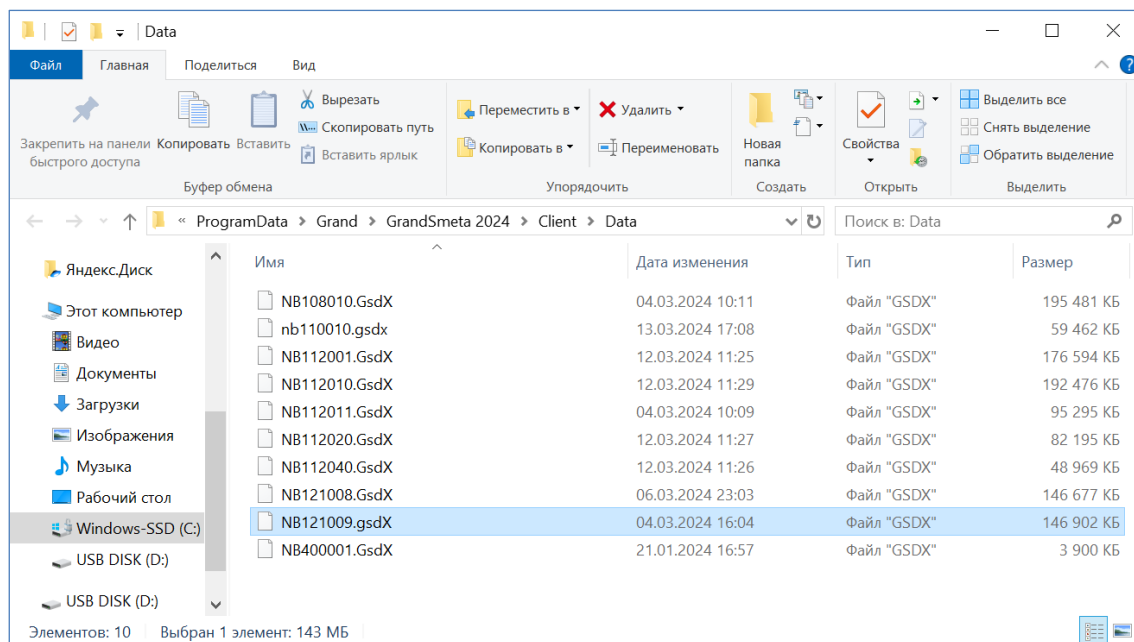 Data
Файл Главная Поделиться Вид
Закрепить на панели быстрого доступа
Копировать
Вставить
Вырезать
Скопировать путь
Вставить ярлык
Переместить в
Копировать в
Удалить
Переименовать
Новая папка
Свойства
Выделить все
Снять выделение
Обратить выделение
Буфер обмена Упорядочить Создать Открыть Выделить
« ProgramData > Grand > GrandSmeta 2024 > Client > Data
Поиск в: Data
Яндекс.Диск
Этот компьютер
Видео
Документы
Загрузки
Изображения
Музыка
Рабочий стол
Windows-SSD (C:)
USB DISK (D:)
USB DISK (D:)
Имя Дата изменения Тип Размер
NB108010.GsdX 04.03.2024 10:11 Файл "GSDX" 195 481 КБ
nb110010.gsdx 13.03.2024 17:08 Файл "GSDX" 59 462 КБ
NB112001.GsdX 12.03.2024 11:25 Файл "GSDX" 176 594 КБ
NB112010.GsdX 12.03.2024 11:29 Файл "GSDX" 192 476 КБ
NB112011.GsdX 04.03.2024 10:09 Файл "GSDX" 95 295 КБ
NB112020.GsdX 12.03.2024 11:27 Файл "GSDX" 82 195 КБ
NB112040.GsdX 12.03.2024 11:26 Файл "GSDX" 48 969 КБ
NB121008.GsdX 06.03.2024 23:03 Файл "GSDX" 146 677 КБ
NB121009.gsdX 04.03.2024 16:04 Файл "GSDX" 146 902 КБ
NB400001.GsdX 21.01.2024 16:57 Файл "GSDX" 3 900 КБ
Элементов: 10 Выбран 1 элемент: 143 МБ